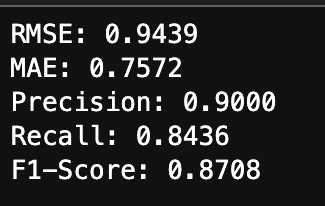 RMSE: 0.9439
MAE: 0.7572
Precision: 0.9000
Recall: 0.8436
F1-Score: 0.8708